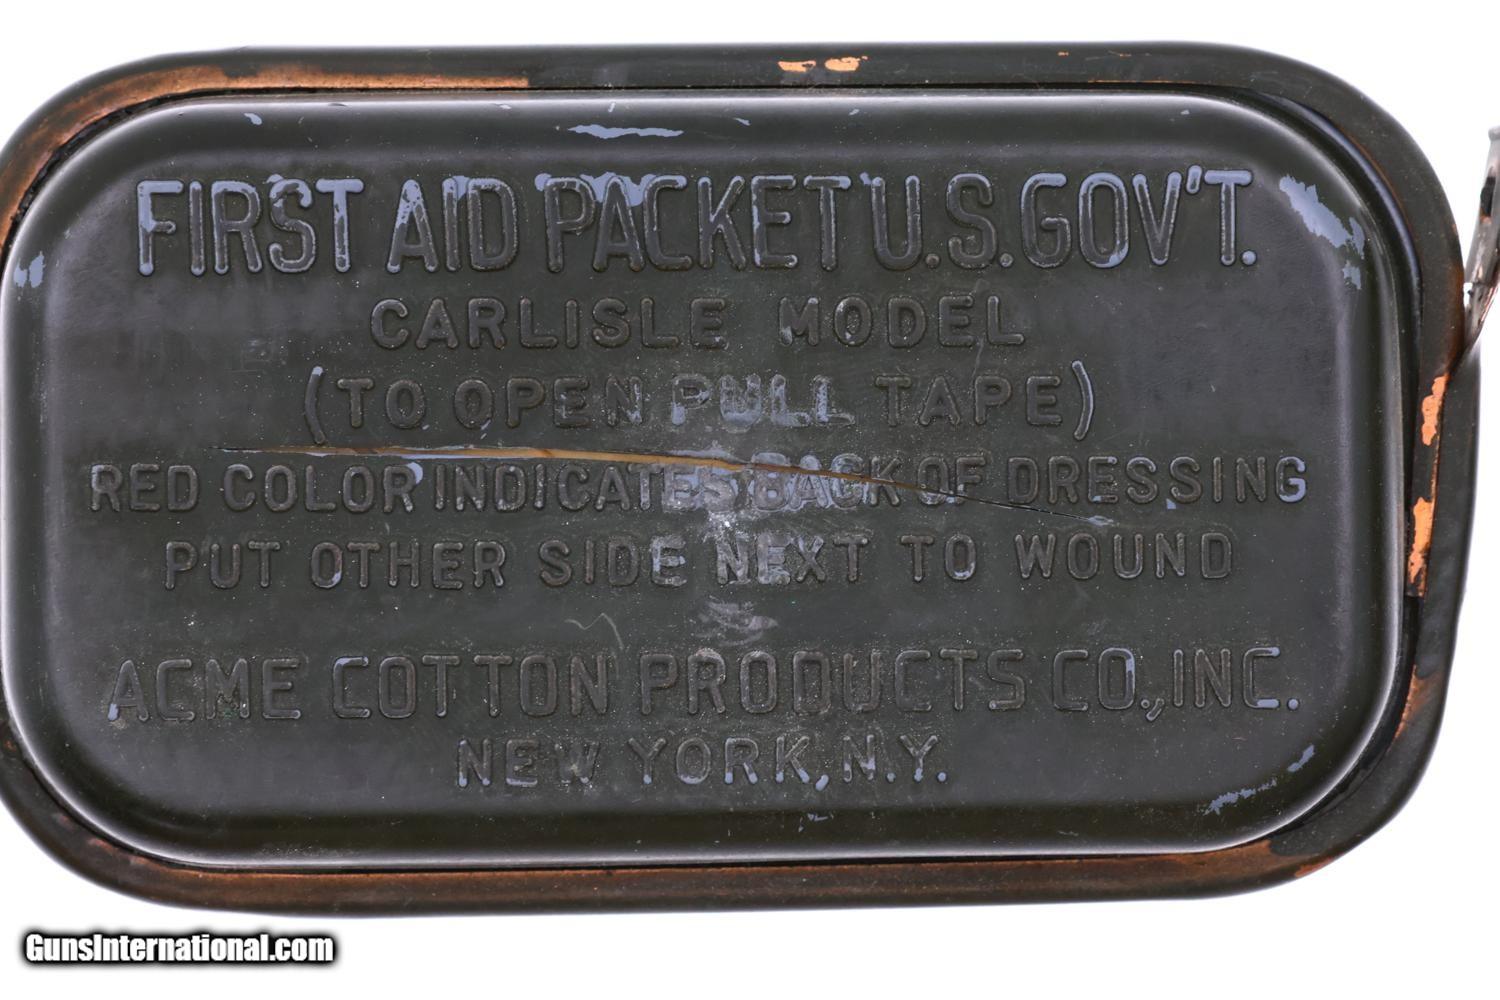 FIRST AID PACKET U.S. GOV'T.
CARLISLE MODEL
(TO OPEN PULL TAPE)
RED COLOR INDICATES BACK OF DRESSING
PUT OTHER SIDE NEXT TO WOUND
ACME COTTON PRODUCTS CO., INC.
NEW YORK, N.Y.
GunsInternational.com